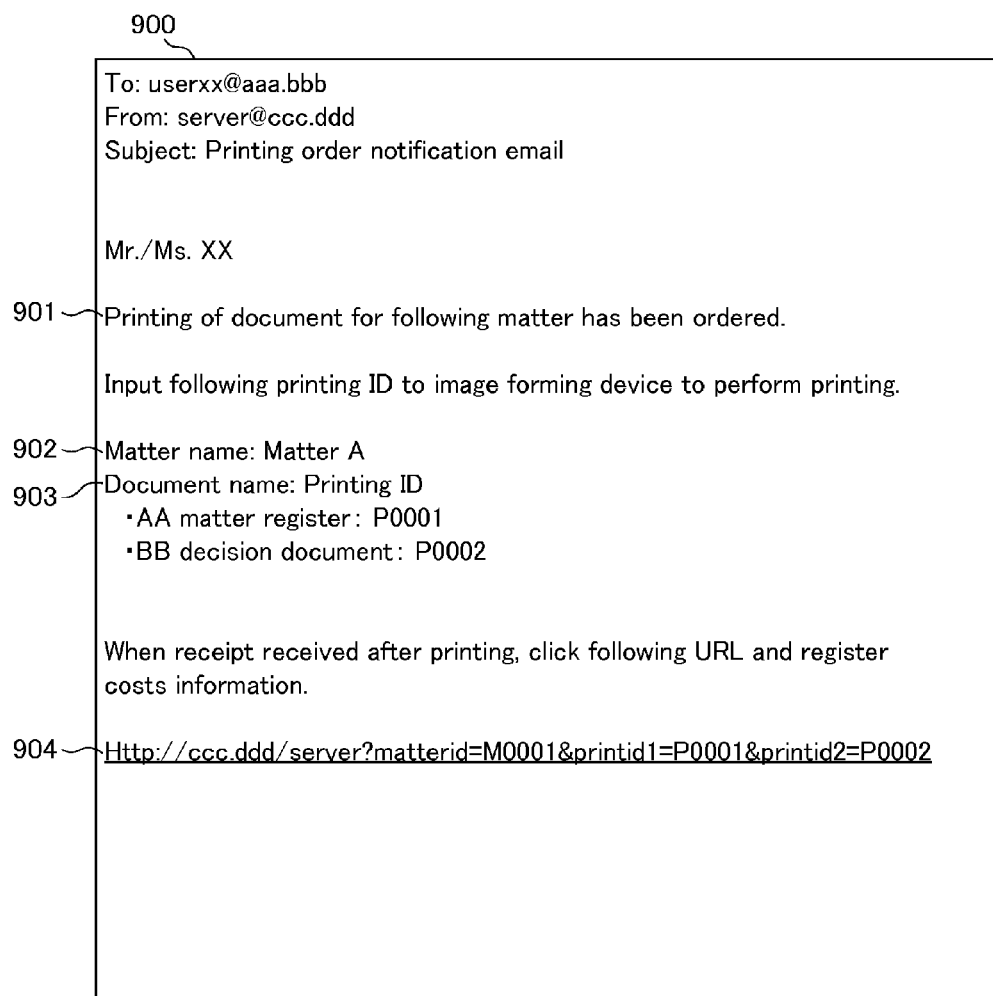 900
To: userxx@aaa.bbb
From: server@ccc.ddd
Subject: Printing order notification email
Mr./Ms. XX
901 Printing of document for following matter has been ordered.
Input following printing ID to image forming device to perform printing.
902 Matter name: Matter A
903 Document name: Printing ID
・AA matter register: P0001
・BB decision document: P0002
When receipt received after printing, click following URL and register
costs information.
904 Http://ccc.ddd/server?matterid=M0001&printid1=P0001&printid2=P0002